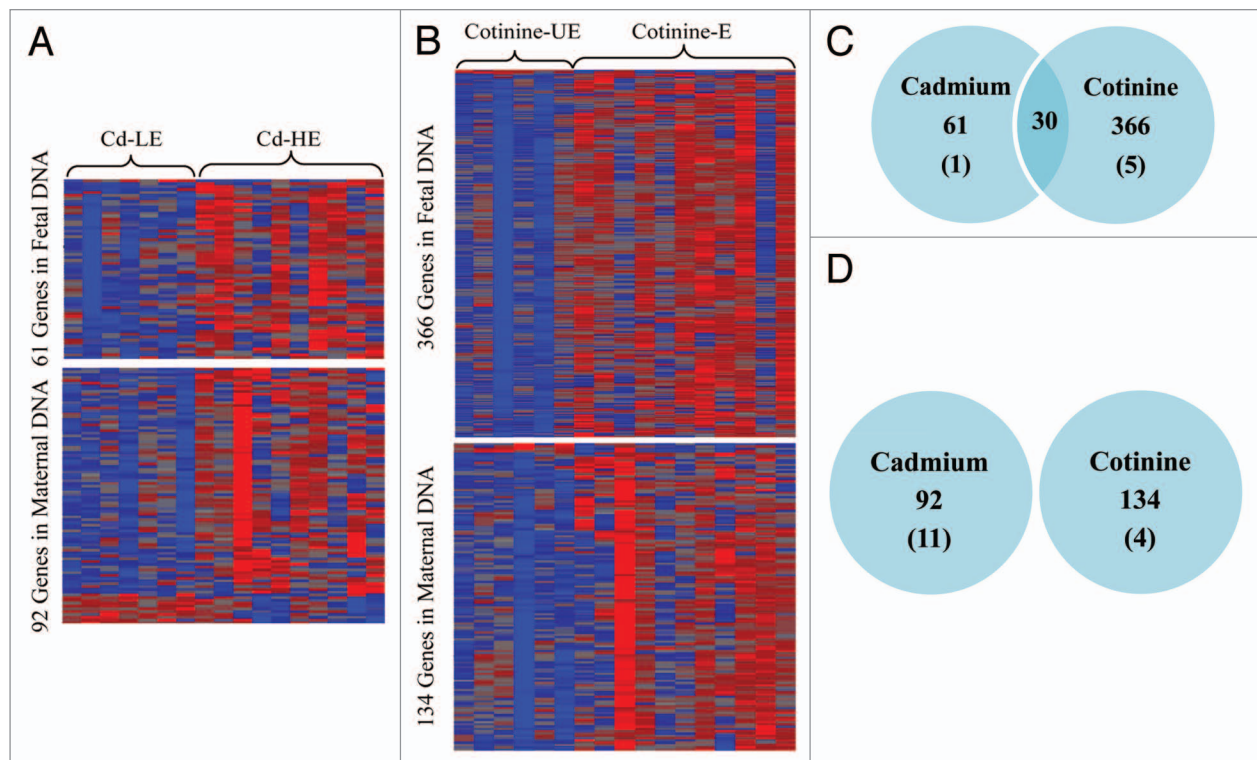 A
Cd-LE
Cd-HE
61 Genes in Fetal DNA
92 Genes in Maternal DNA
B
Cotinine-UE
Cotinine-E
366 Genes in Fetal DNA
134 Genes in Maternal DNA
C
Cadmium
61
(1)
30
Cotinine
366
(5)
D
Cadmium
92
(11)
Cotinine
134
(4)